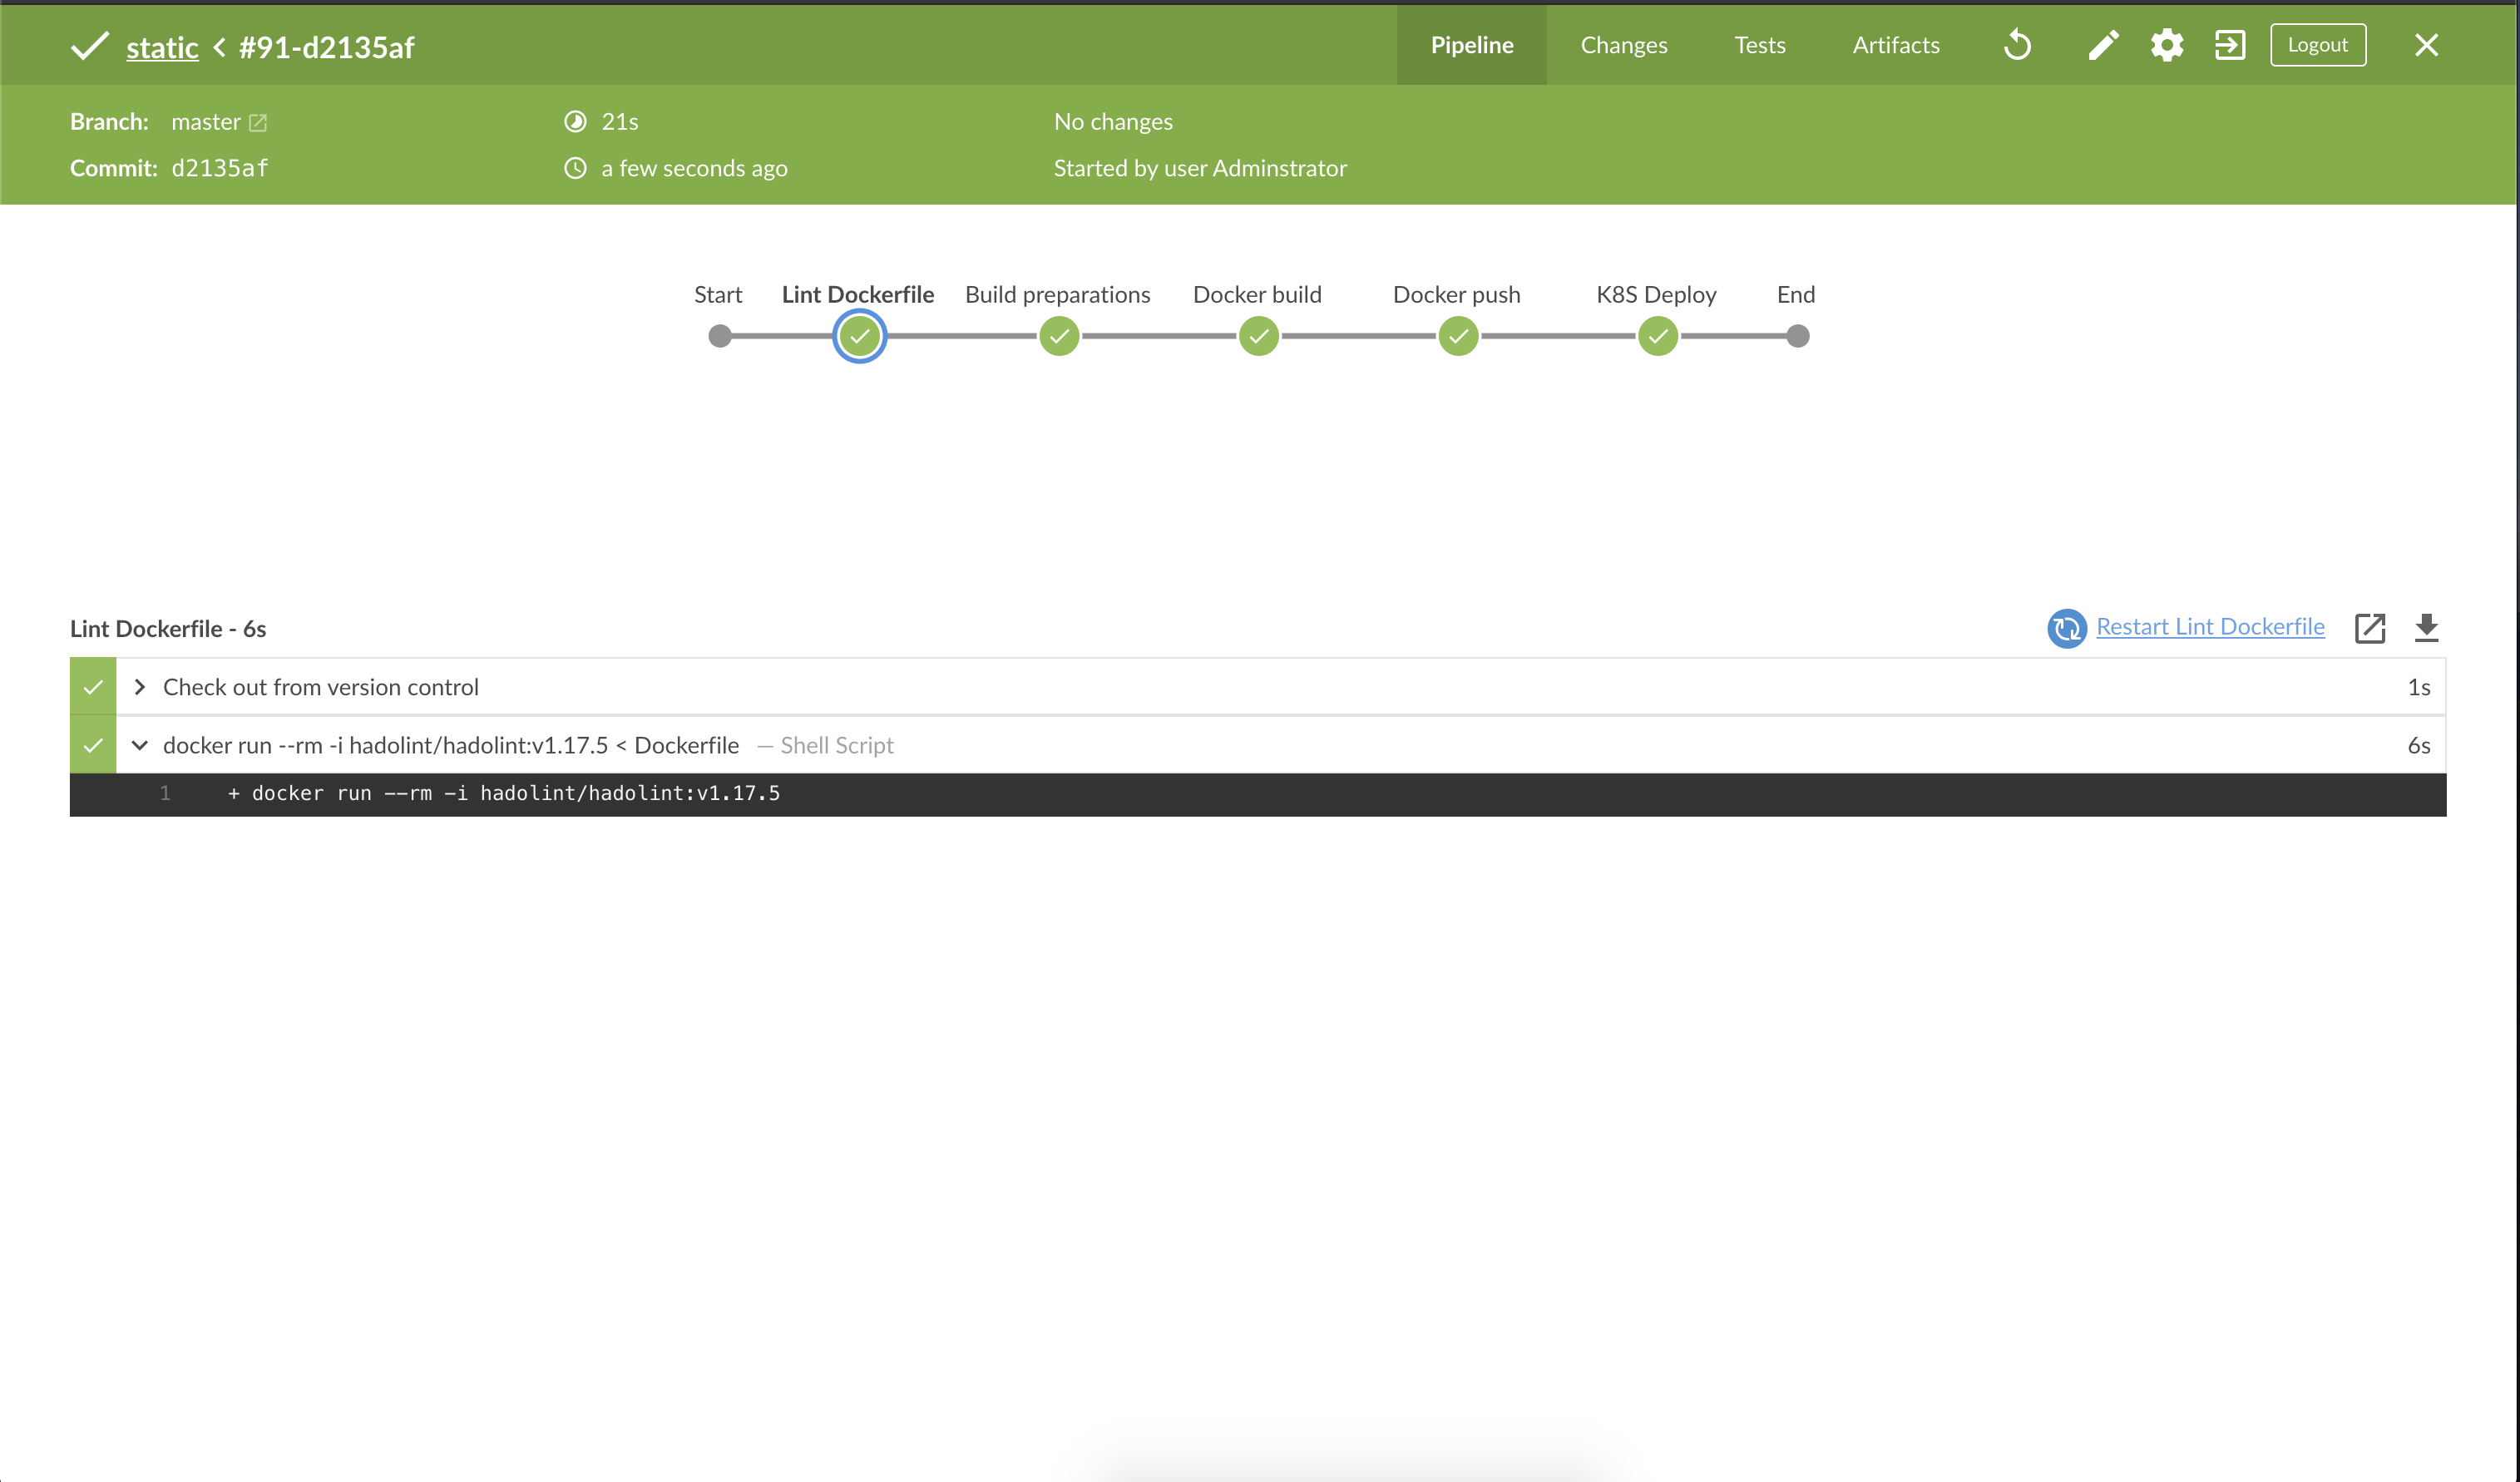 static < #91-d2135af
Pipeline Changes Tests Artifacts Logout
Branch: master 21s No changes
Commit: d2135af a few seconds ago Started by user Adminstrator
Start Lint Dockerfile Build preparations Docker build Docker push K8S Deploy End
Lint Dockerfile - 6s Restart Lint Dockerfile
Check out from version control 1s
docker run --rm -i hadolint/hadolint:v1.17.5 < Dockerfile — Shell Script 6s
1 + docker run --rm -i hadolint/hadolint:v1.17.5